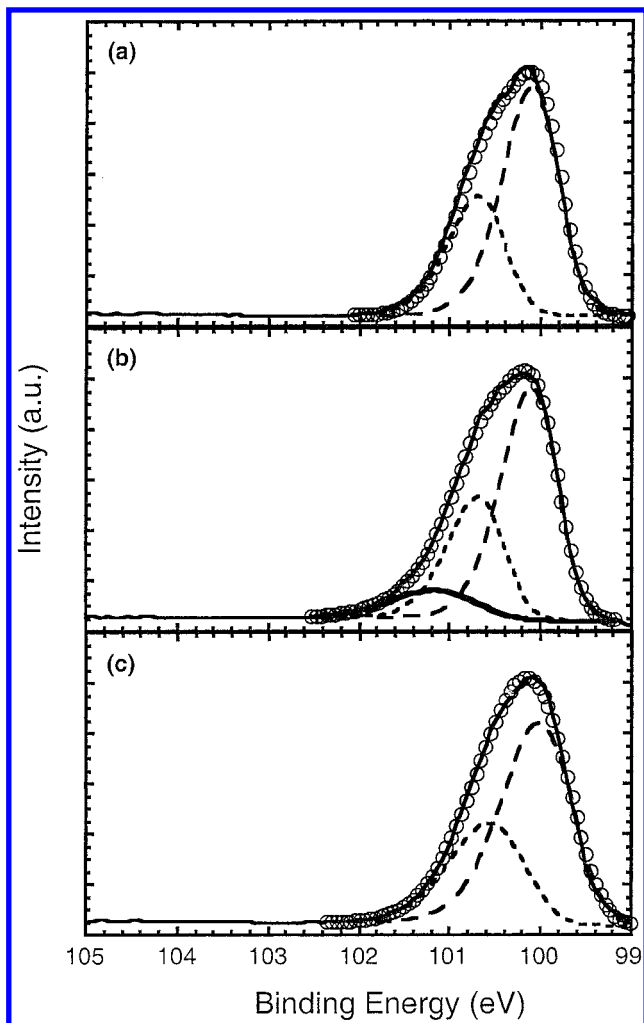 (a)
(b)
(c)
Intensity (a.u.)
105 104 103 102 101 100 99
Binding Energy (eV)